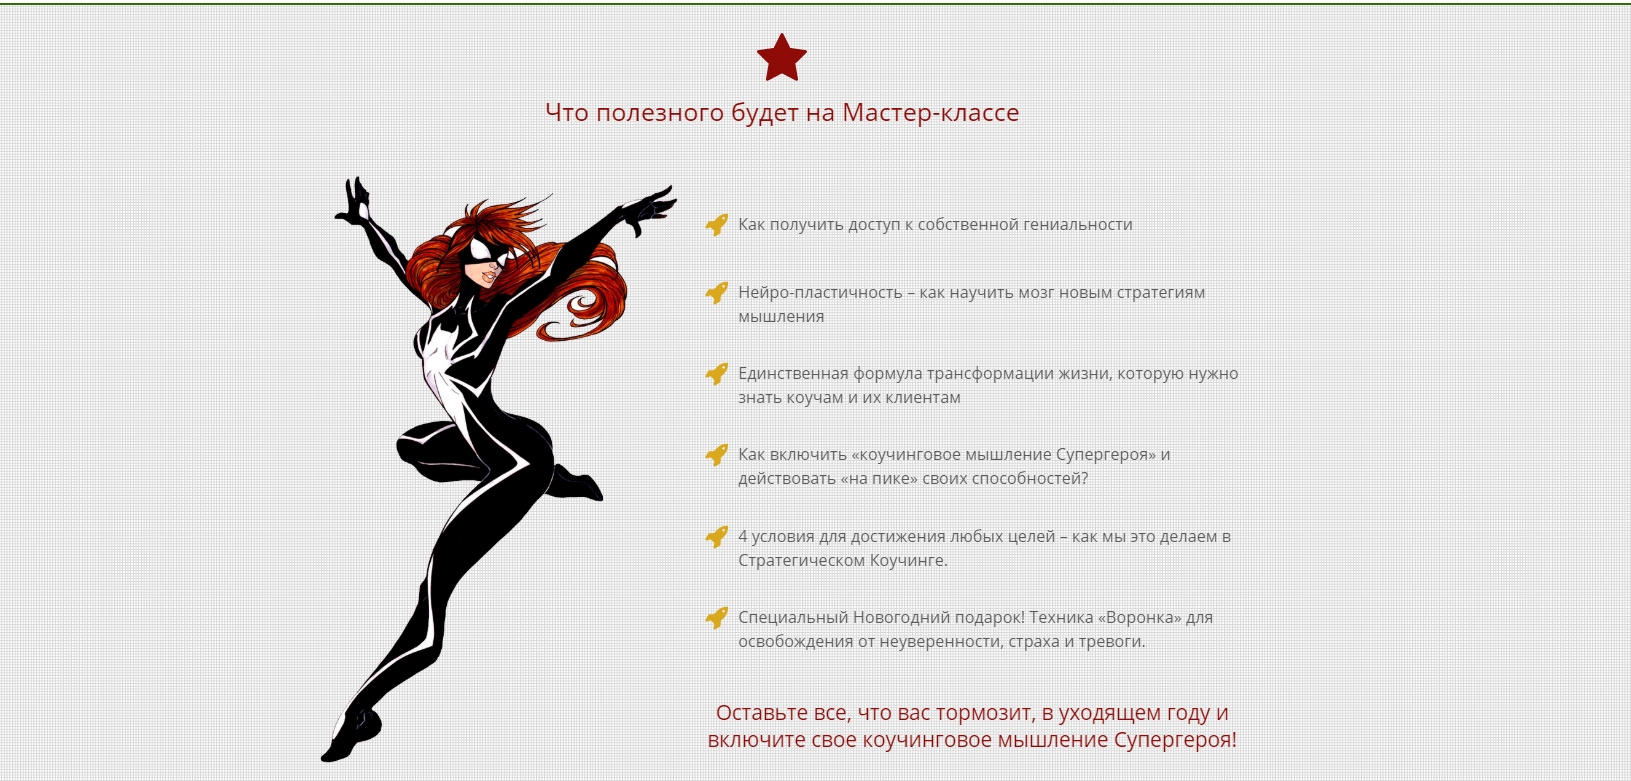 Что полезного будет на Мастер-классе
Как получить доступ к собственной гениальности
Нейро-пластичность – как научить мозг новым стратегиям
мышления
Единственная формула трансформации жизни, которую нужно
знать коучам и их клиентам
Как включить «коучинговое мышление Супергероя» и
действовать «на пике» своих способностей?
4 условия для достижения любых целей – как мы это делаем в
Стратегическом Коучинге.
Специальный Новогодний подарок! Техника «Воронка» для
освобождения от неуверенности, страха и тревоги.
Оставьте все, что вас тормозит, в уходящем году и
включите свое коучинговое мышление Супергероя!